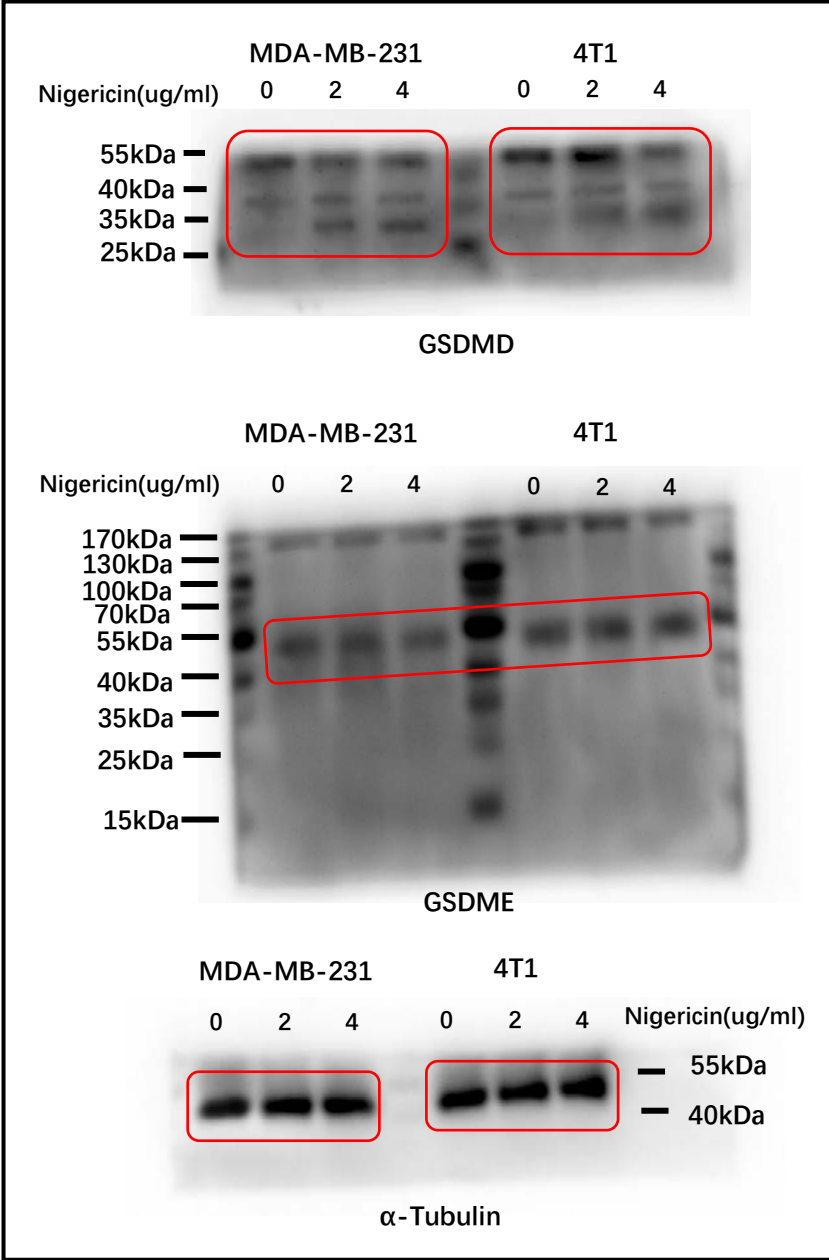 MDA-MB-231 4T1
Nigericin(ug/ml) 0 2 4 0 2 4
55kDa
40kDa
35kDa
25kDa
GSDMD
MDA-MB-231 4T1
Nigericin(ug/ml) 0 2 4 0 2 4
170kDa
130kDa
100kDa
70kDa
55kDa
40kDa
35kDa
25kDa
15kDa
GSDME
MDA-MB-231 4T1
0 2 4 0 2 4 Nigericin(ug/ml)
55kDa
40kDa
α-Tubulin